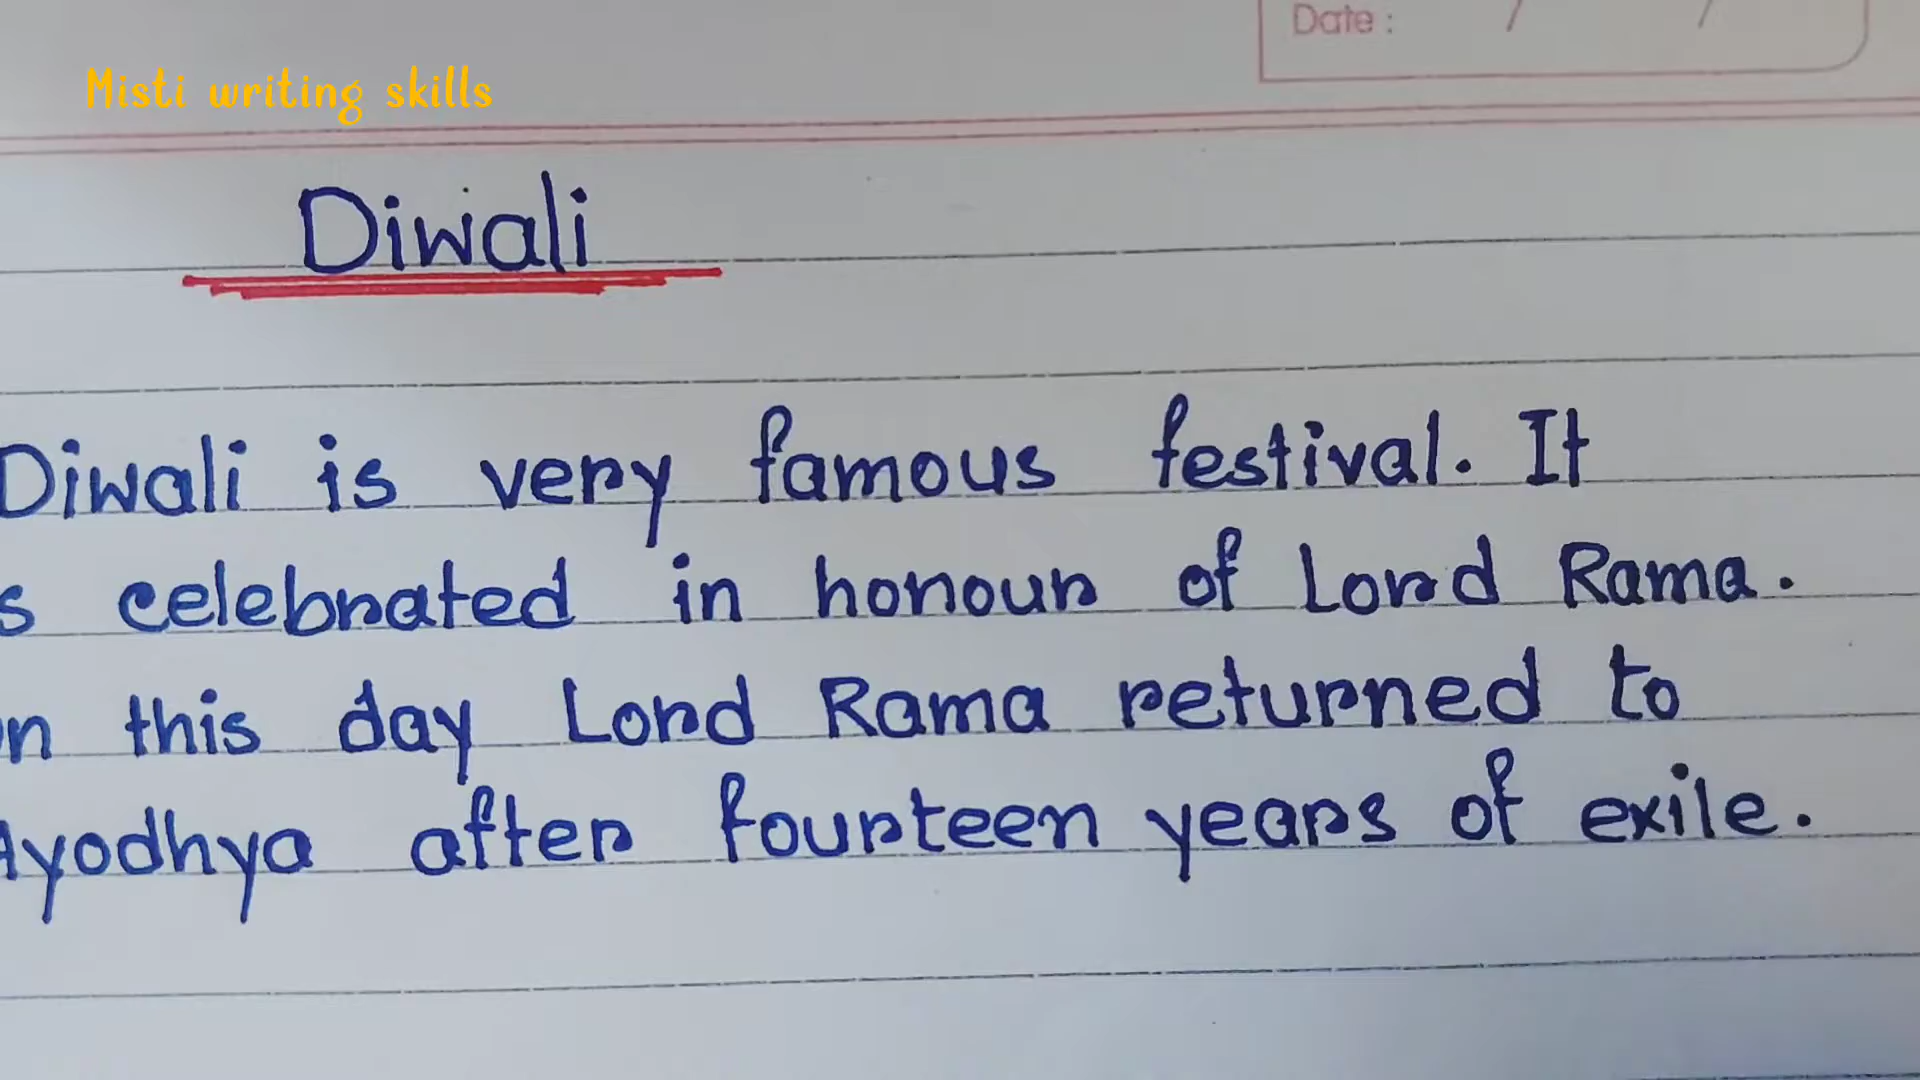 Date : / /
Misti writing skills
Diwali
Diwali is very famous festival. It
s celebrated in honour of Lord Rama.
n this day Lord Rama returned to
Ayodhya after fourteen years of exile.